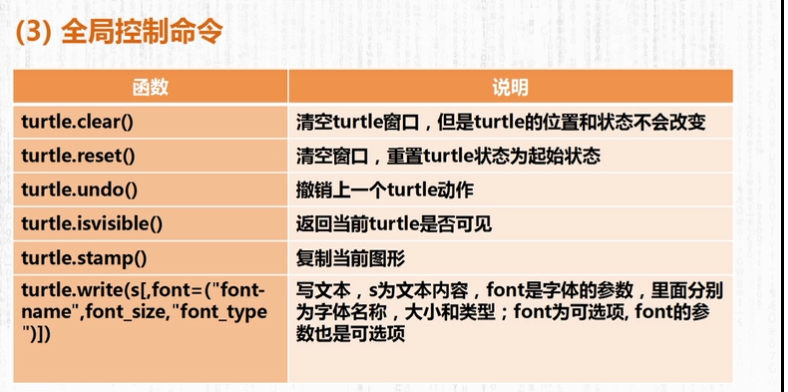 (3) 全局控制命令
函数 说明
turtle.clear() 清空turtle窗口，但是turtle的位置和状态不会改变
turtle.reset() 清空窗口，重置turtle状态为起始状态
turtle.undo() 撤销上一个turtle动作
turtle.isvisible() 返回当前turtle是否可见
turtle.stamp() 复制当前图形
turtle.write(s[,font=("font-
name",font_size,"font_type
")])
写文本，s为文本内容，font是字体的参数，里面分别
为字体名称，大小和类型；font为可选项, font的参
数也是可选项